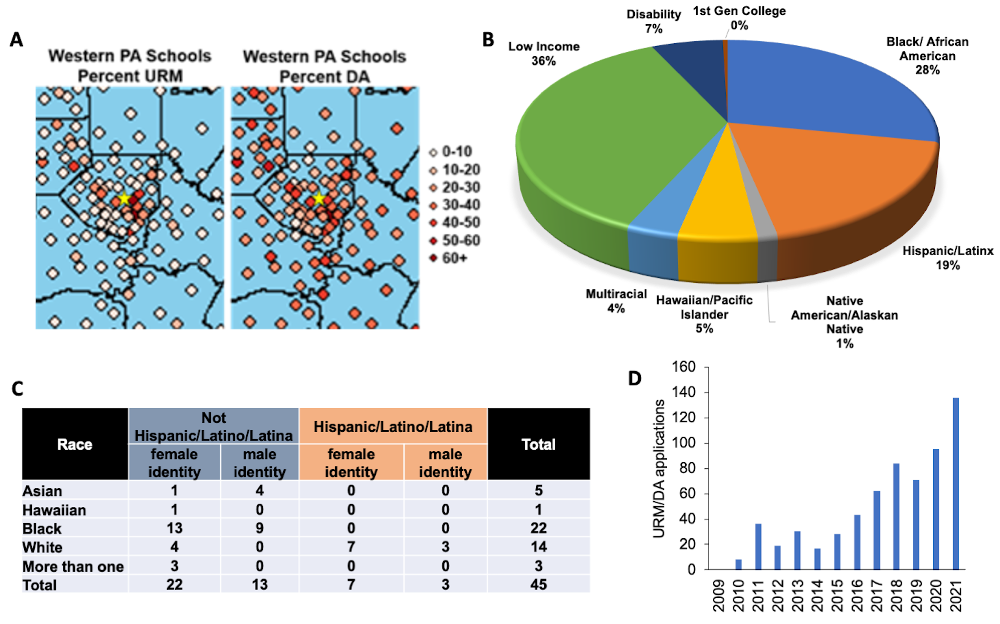 A
Western PA Schools
Percent URM
Western PA Schools
Percent DA
0-10
10-20
20-30
30-40
40-50
50-60
60+
B
Disability
7%
1st Gen College
0%
Low Income
36%
Black/ African
American
28%
Hispanic/Latinx
19%
Multiracial
4%
Hawaiian/Pacific
Islander
5%
Native
American/Alaskan
Native
1%
C
Race
Not
Hispanic/Latino/Latina
Hispanic/Latino/Latina
Total
female
identity
male
identity
female
identity
male
identity
Asian 1 4 0 0 5
Hawaiian 1 0 0 0 1
Black 13 9 0 0 22
White 4 0 7 3 14
More than one 3 0 0 0 3
Total 22 13 7 3 45
D
URM/DA applications
160
140
120
100
80
60
40
20
0
2009
2010
2011
2012
2013
2014
2015
2016
2017
2018
2019
2020
2021